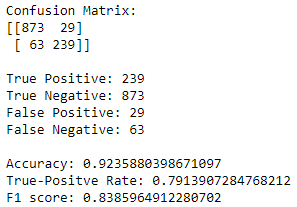 Confusion Matrix:
[[873  29]
 [ 63 239]]
True Positive: 239
True Negative: 873
False Positive: 29
False Negative: 63
Accuracy: 0.9235880398671097
True-Positve Rate: 0.7913907284768212
F1 score: 0.8385964912280702